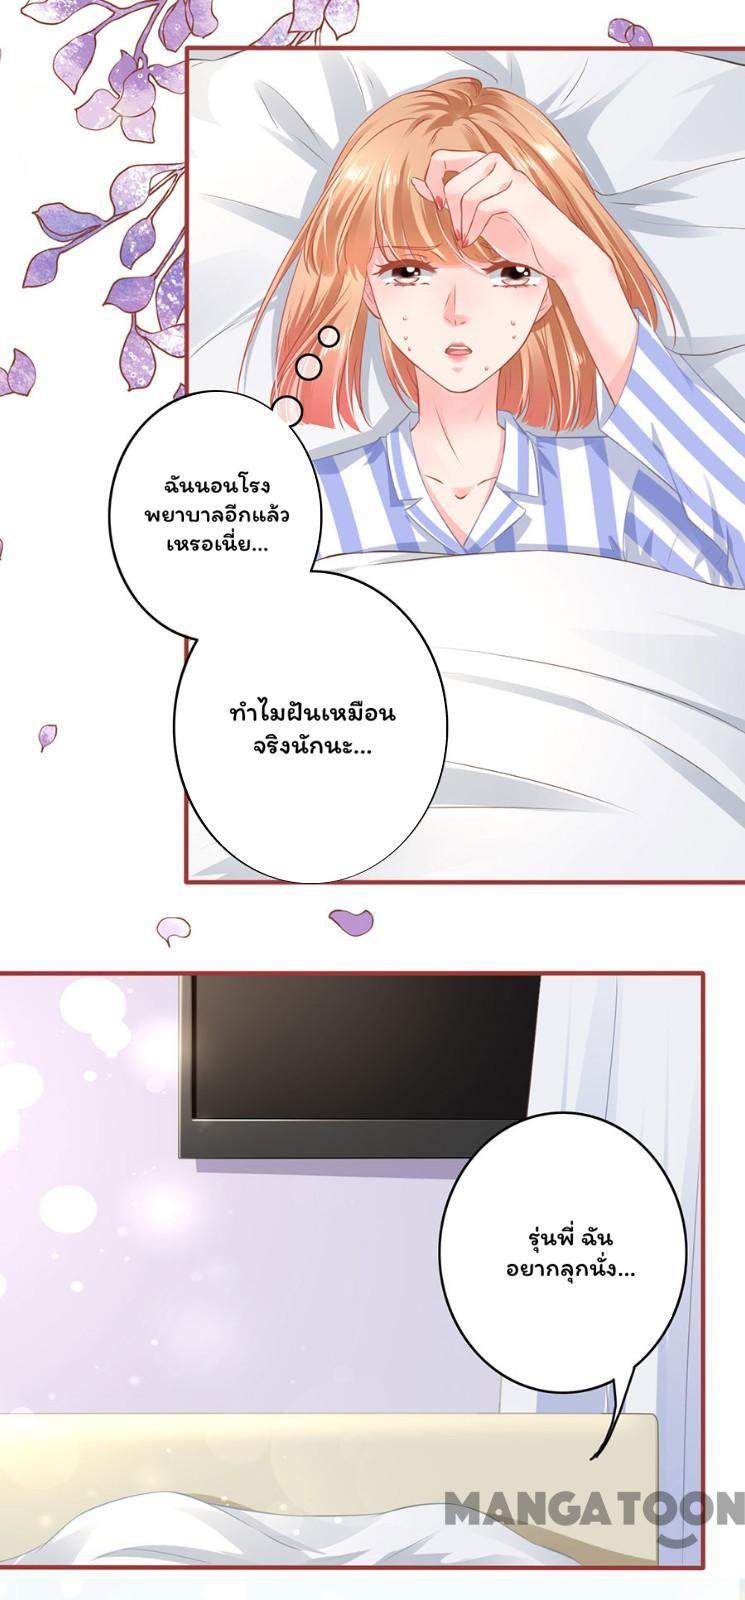 ฉันนอนโรง
พยาบาลอีกแล้ว
เหรอเนี่ย...
ทำไมฝันเหมือน
จริงนักนะ...
รุ่นพี่ ฉัน
อยากลุกนั่ง...
MANGATOON